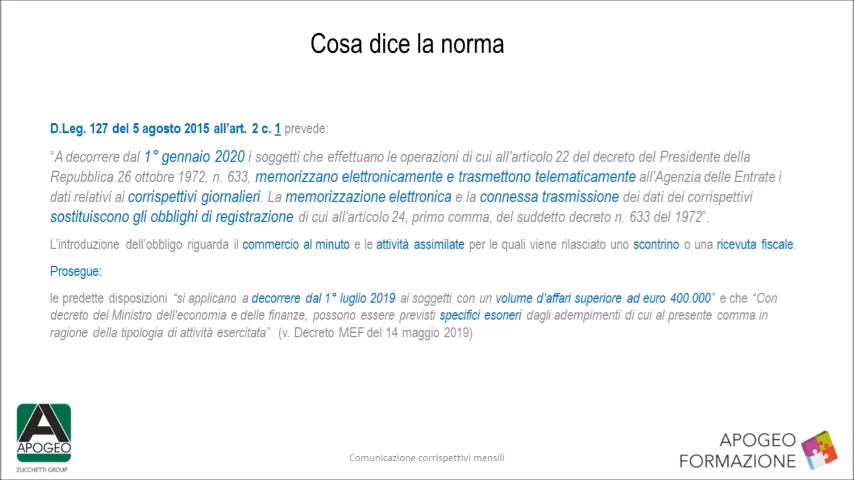 Cosa dice la norma
D.Leg. 127 del 5 agosto 2015 all’art. 2 c. 1 prevede:
“A decorrere dal 1° gennaio 2020 i soggetti che effettuano le operazioni di cui all'articolo 22 del decreto del Presidente della
Repubblica 26 ottobre 1972, n. 633, memorizzano elettronicamente e trasmettono telematicamente all'Agenzia delle Entrate i
dati relativi ai corrispettivi giornalieri. La memorizzazione elettronica e la connessa trasmissione dei dati dei corrispettivi
sostituiscono gli obblighi di registrazione di cui all’articolo 24, primo comma, del suddetto decreto n. 633 del 1972”.
L’introduzione dell’obbligo riguarda il commercio al minuto e le attività assimilate per le quali viene rilasciato uno scontrino o una ricevuta fiscale.
Prosegue:
le predette disposizioni “si applicano a decorrere dal 1° luglio 2019 ai soggetti con un volume d’affari superiore ad euro 400.000” e che “Con
decreto del Ministro dell'economia e delle finanze, possono essere previsti specifici esoneri dagli adempimenti di cui al presente comma in
ragione della tipologia di attività esercitata” (v. Decreto MEF del 14 maggio 2019)
A
APOGEO
ZUCCHETTI GROUP
Comunicazione corrispettivi mensili
APOGEO
FORMAZIONE